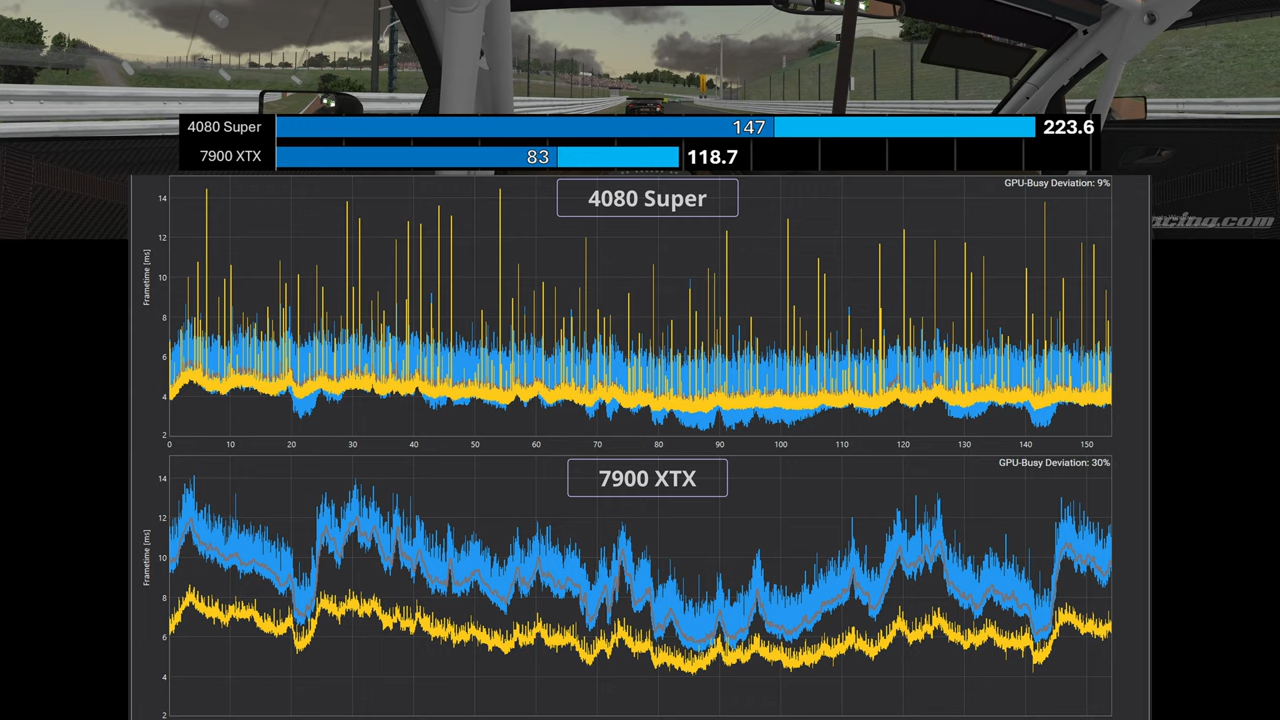 4080 Super 147 223.6
7900 XTX 83 118.7
4080 Super
GPU-Busy Deviation: 9%
Frametime [ms]
14
12
10
8
6
4
2
0 10 20 30 40 50 60 70 80 90 100 110 120 130 140 150
7900 XTX
GPU-Busy Deviation: 30%
Frametime [ms]
14
12
10
8
6
4
2
acing.com